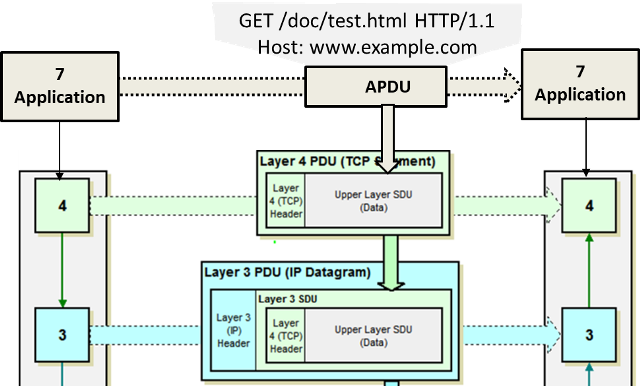 GET /doc/test.html HTTP/1.1
Host: www.example.com
7
Application
APDU
7
Application
Layer 4 PDU (TCP Segment)
Layer
4 (TCP)
Header
Upper Layer SDU
(Data)
4
4
Layer 3 PDU (IP Datagram)
Layer 3
(IP)
Header
Layer 3 SDU
Layer
4 (TCP)
Header
Upper Layer SDU
(Data)
3
3